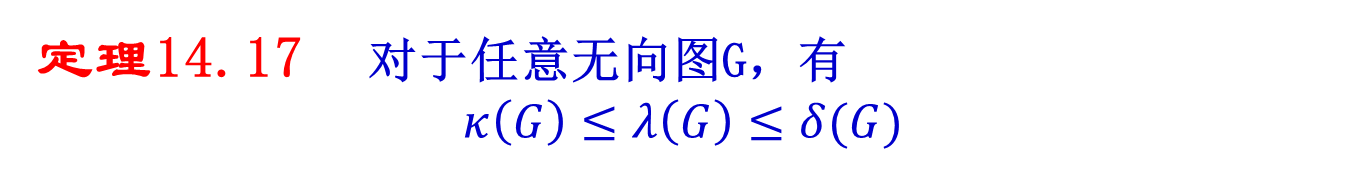 定理14.17 对于任意无向图G，有
κ(G) ≤ λ(G) ≤ δ(G)